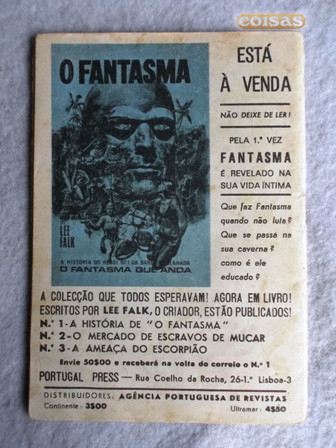 coisas
O FANTASMA
LEE
FALK
O FANTASMA QUE ANDA
ESTÁ
À VENDA
NÃO DEIXE DE LER!
PELA 1.ª VEZ
FANTASMA
É REVELADO NA
SUA VIDA ÍNTIMA
Que faz Fantasma
quando não luta?
Que se passa na
sua caverna?
como é ele
educado?
A COLECÇÃO QUE TODOS ESPERAVAM! AGORA EM LIVRO!
ESCRITOS POR LEE FALK, O CRIADOR, ESTÃO PUBLICADOS!
N.º 1-A HISTÓRIA DE "O FANTASMA"
N.º 2-O MERCADO DE ESCRAVOS DE MUCAR
N.º 3-A AMEAÇA DO ESCORPIÃO
Envie 50$00 e receberá na volta do correio o N.º 1
PORTUGAL PRESS — Rua Coelho da Rocha, 26-1.º Lisboa-3
DISTRIBUIDORES: AGÊNCIA PORTUGUESA DE REVISTAS
Continente: 3$00 Ultramar: 4$50